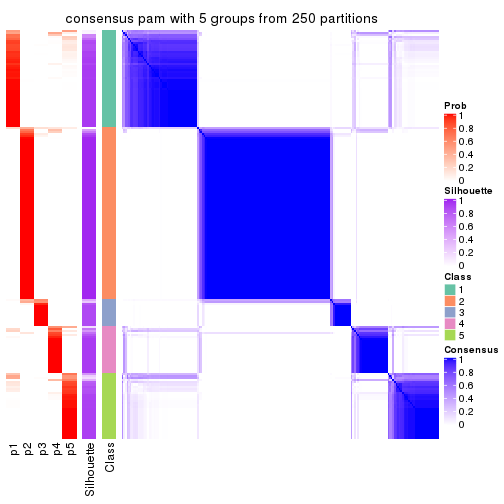 consensus pam with 5 groups from 250 partitions
Prob
1
0.8
0.6
0.4
0.2
0
Silhouette
1
0.8
0.6
0.4
0.2
0
Class
1
2
3
4
5
Consensus
1
0.8
0.6
0.4
0.2
0
p1
p2
p3
p4
p5
Silhouette
Class